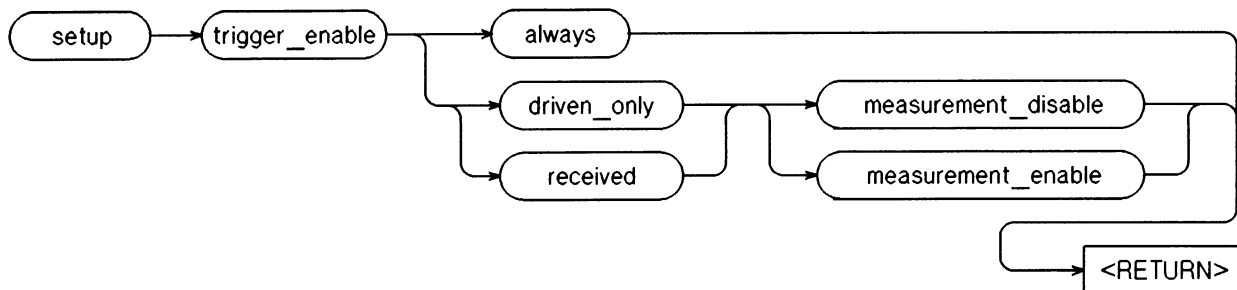 setup
trigger_enable
always
driven_only
measurement_disable
received
measurement_enable
<RETURN>